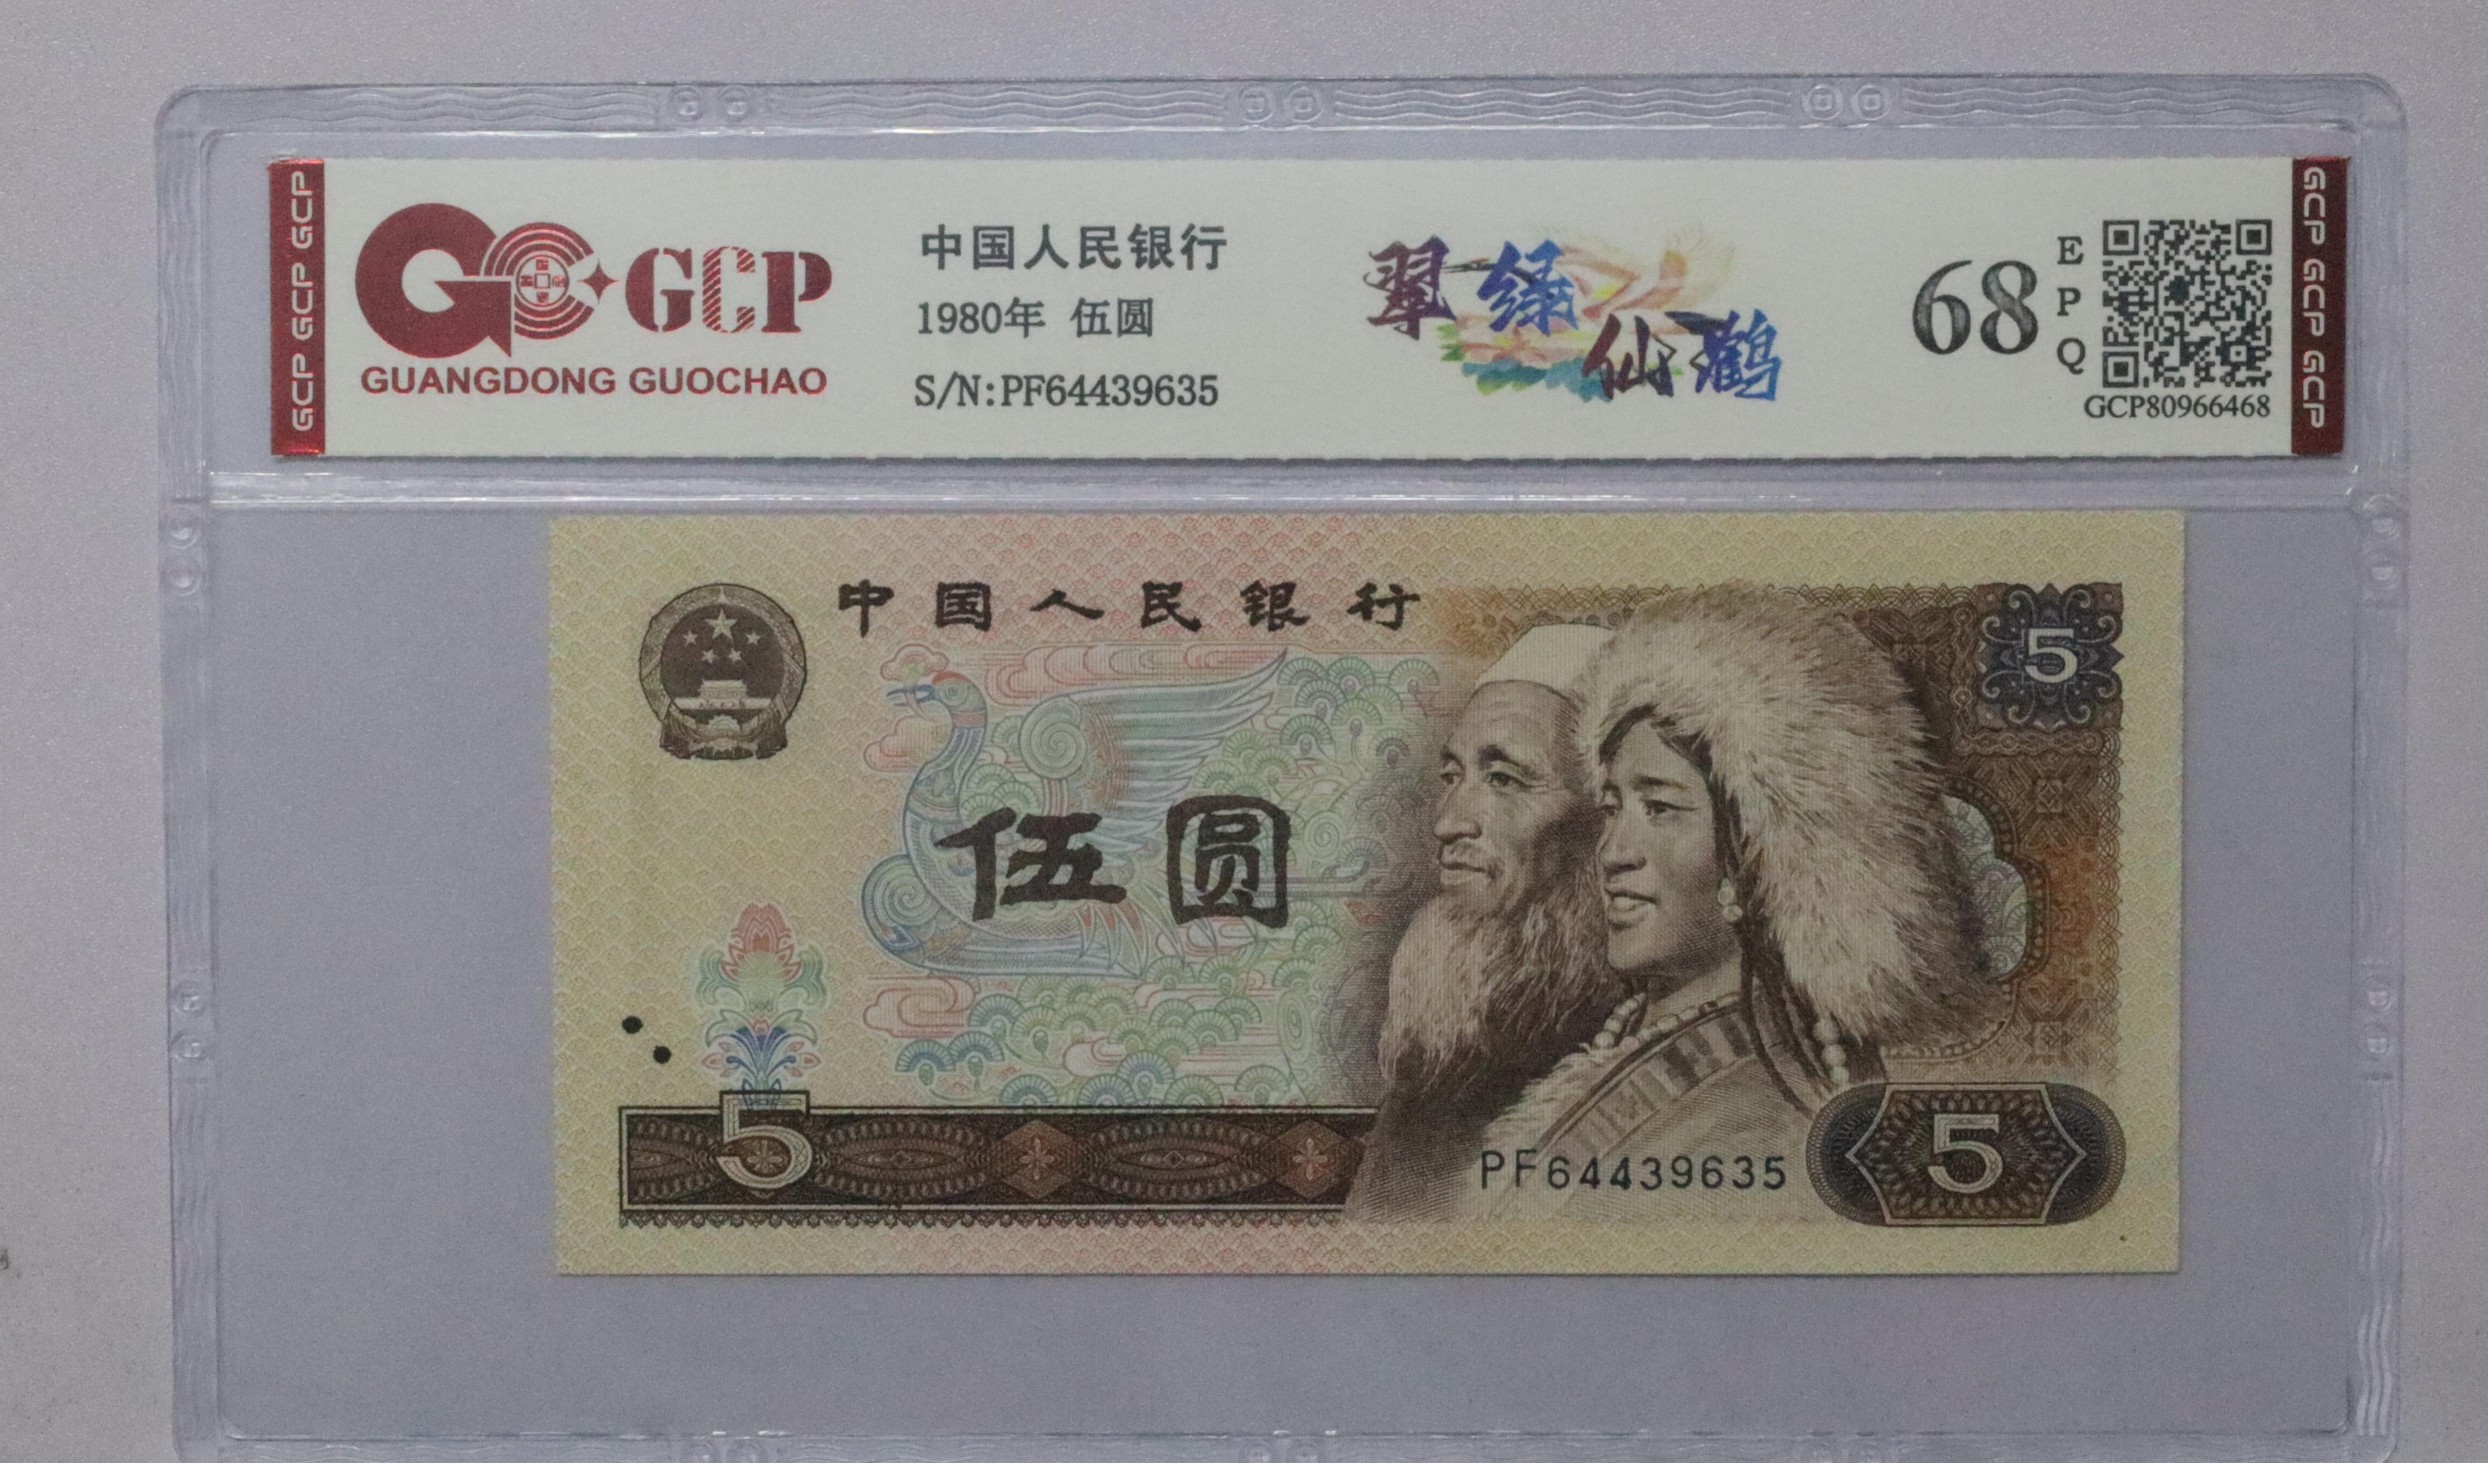 GCP GCP GCP
GCP
GUANGDONG GUOCHAO
中国人民银行
1980年 伍圆
S/N:PF64439635
翠绿仙鹤
68
EPQ
GCP80966468
GCP GCP GCP
中国人民银行
5
伍圆
5
PF64439635
5